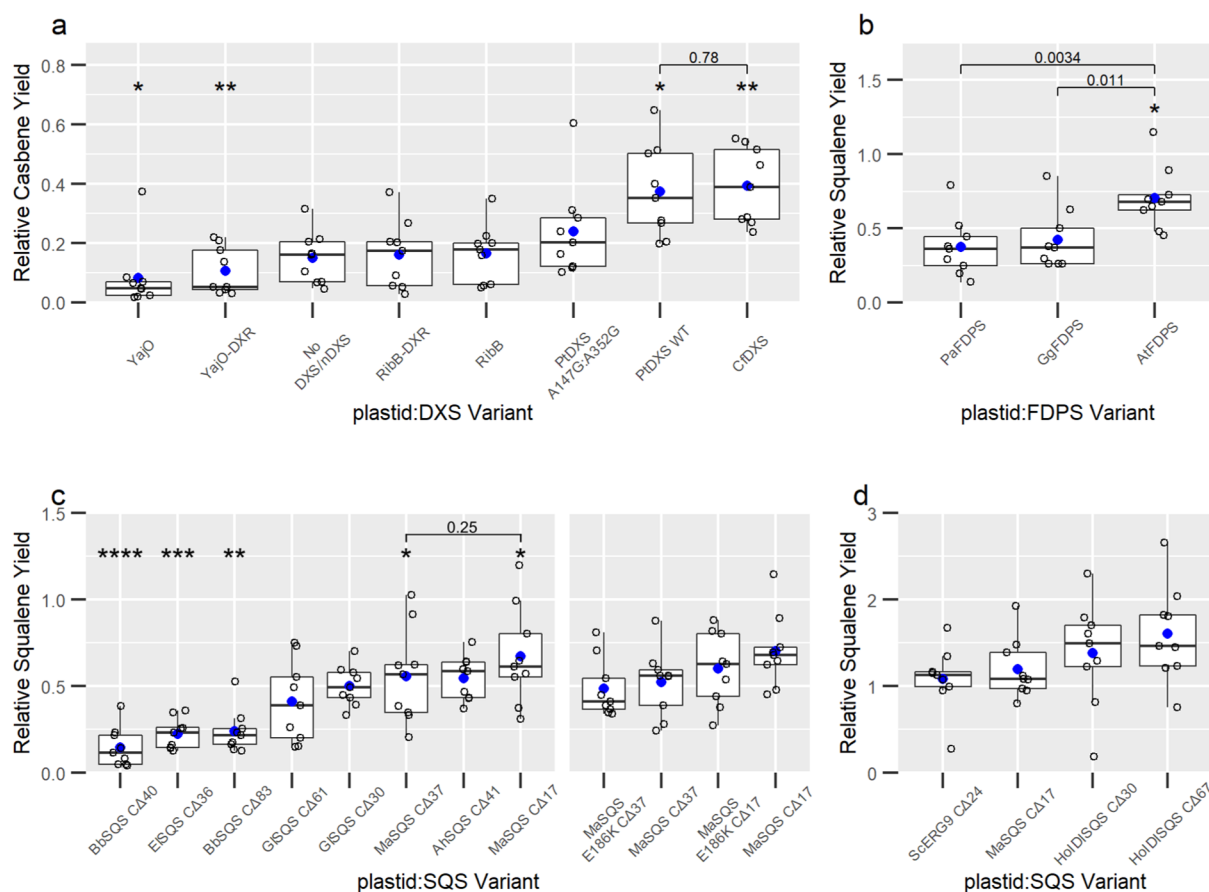 a
Relative Casbene Yield
0.8
0.6
0.4
0.2
0.0
*
**
0.78
*
**
YajO
YajO-DXR
No
DXS/nDXS
RibB-DXR
RibB
PtDXS
A147G:A352G
PtDXS WT
CfDXS
plastid:DXS Variant
b
Relative Squalene Yield
1.5
1.0
0.5
0.0
0.0034
0.011
*
PaFDPS
GgFDPS
AtFDPS
plastid:FDPS Variant
c
Relative Squalene Yield
1.5
1.0
0.5
0.0
****
***
**
0.25
*
*
BbSQS CΔ40
ElSQS CΔ36
BbSQS CΔ83
GlSQS CΔ61
GlSQS CΔ30
MaSQS CΔ37
AhSQS CΔ41
MaSQS CΔ17
MaSQS
E186K CΔ37
MaSQS CΔ37
MaSQS
E186K CΔ17
MaSQS CΔ17
plastid:SQS Variant
d
Relative Squalene Yield
3
2
1
0
ScERG9 CΔ24
MaSQS CΔ17
HolDISQS CΔ30
HolDISQS CΔ67
plastid:SQS Variant